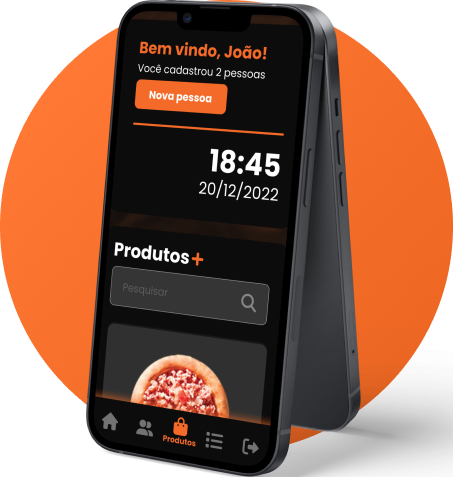 Bem vindo, João!
Você cadastrou 2 pessoas
Nova pessoa
18:45
20/12/2022
Produtos+
Pesquisar
Produtos